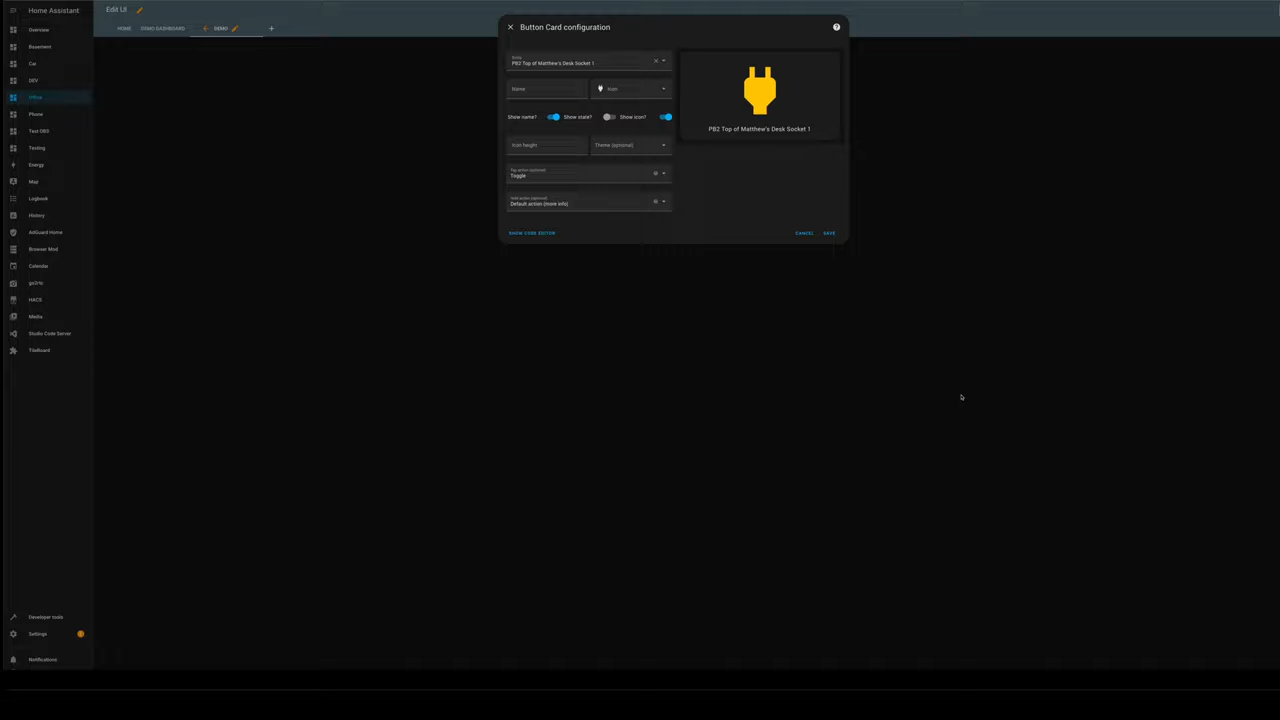 Home Assistant
Overview
Basement
Car
DEV
Office
Phone
Test DB3
Testing
Energy
Map
Logbook
History
AdGuard Home
Browser Mod
Calendar
go2rtc
HACS
Media
Studio Code Server
TileBoard
Developer tools
Settings
Notifications
Edit UI
HOME DEMO DASHBOARD DEMO
Button Card configuration
Entity
PB2 Top of Matthew's Desk Socket 1
Name Icon
Show name? Show state? Show icon?
Icon height Theme (optional)
Tap action (optional)
Toggle
Hold action (optional)
Default action (more info)
SHOW CODE EDITOR CANCEL SAVE
PB2 Top of Matthew's Desk Socket 1